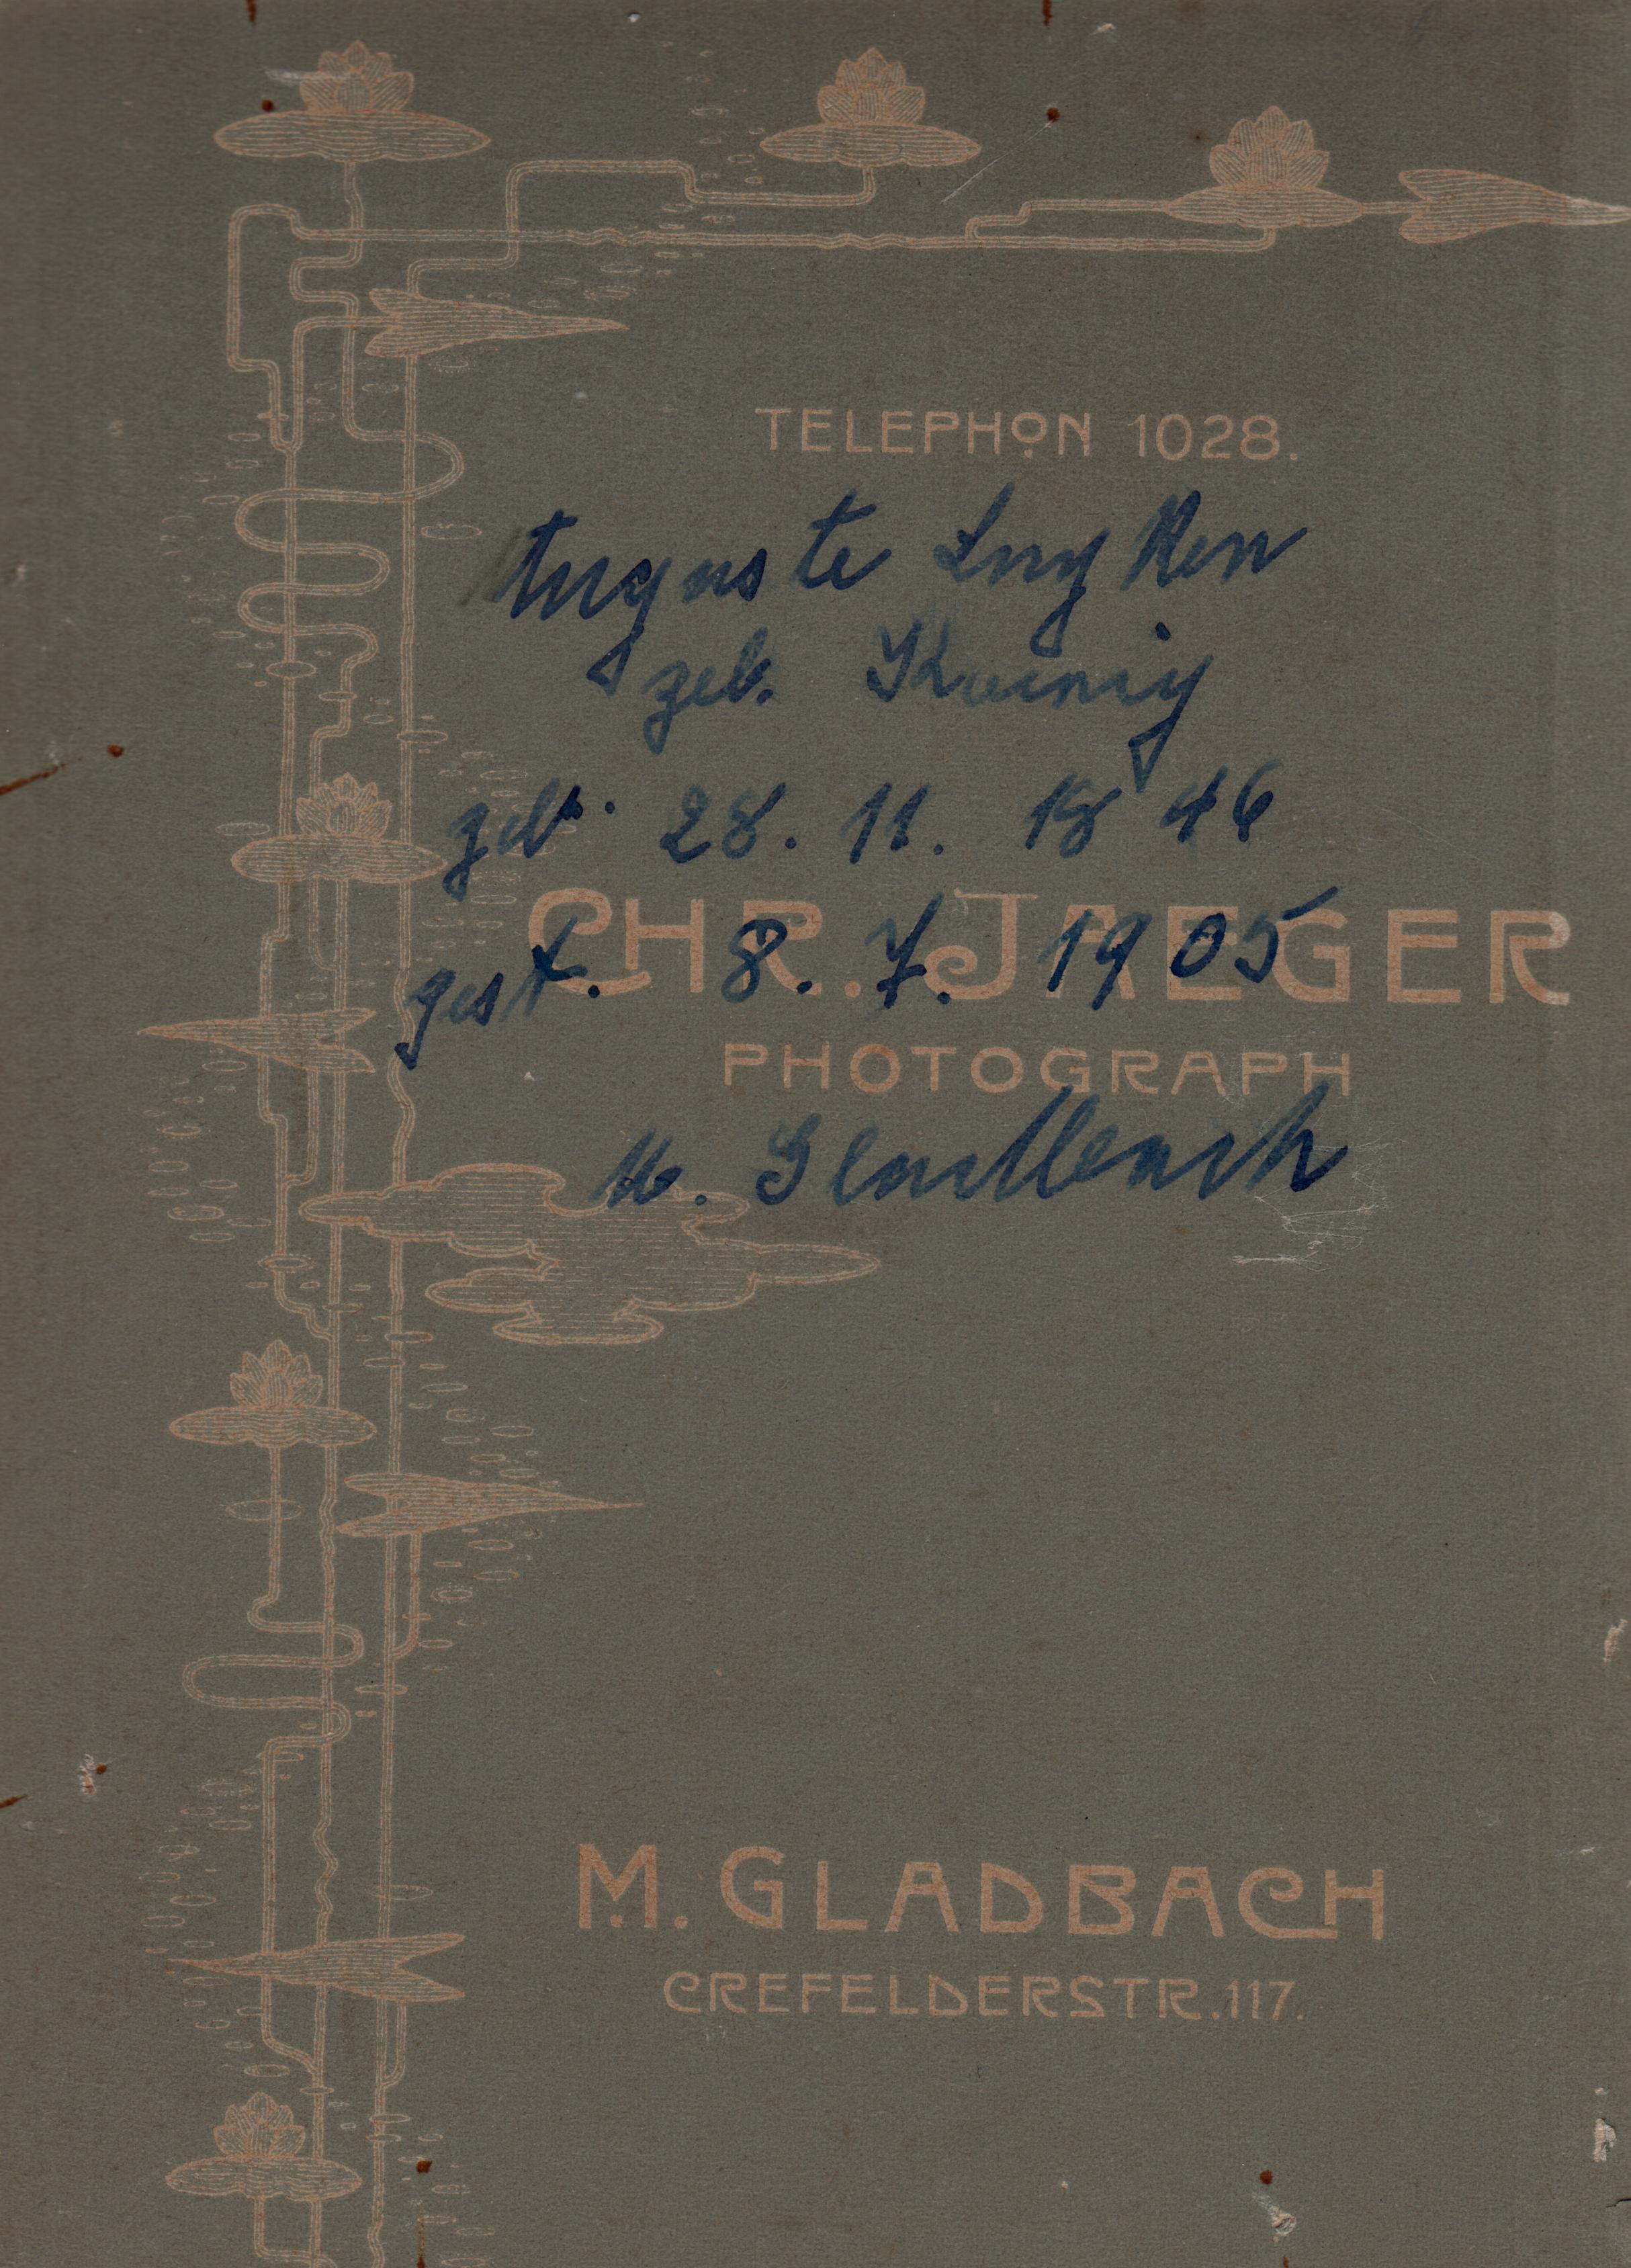 TELEPHON 1028.
Auguste Luyken
geb. Koenig
geb. 28. 11. 1846
CHR. JAEGER
gest. 8. 7. 1905
PHOTOGRAPH
M. Gladbach
M. GLADBACH
CREFELDERSTR. 117.